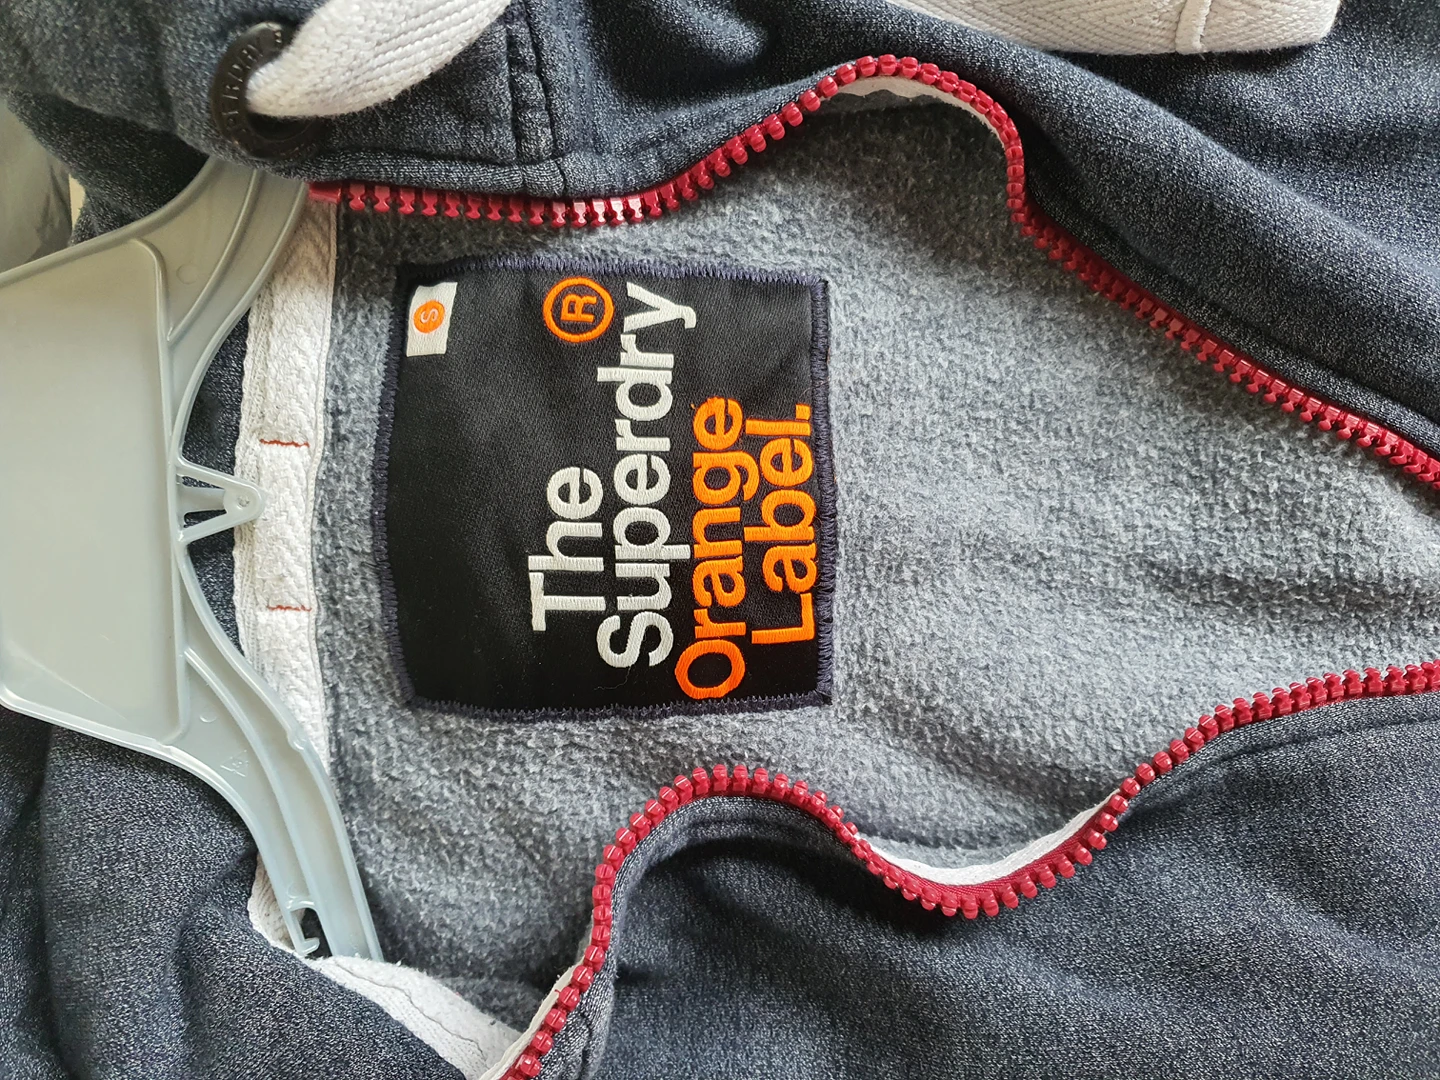 S
The
Superdry®
Orange
Label.